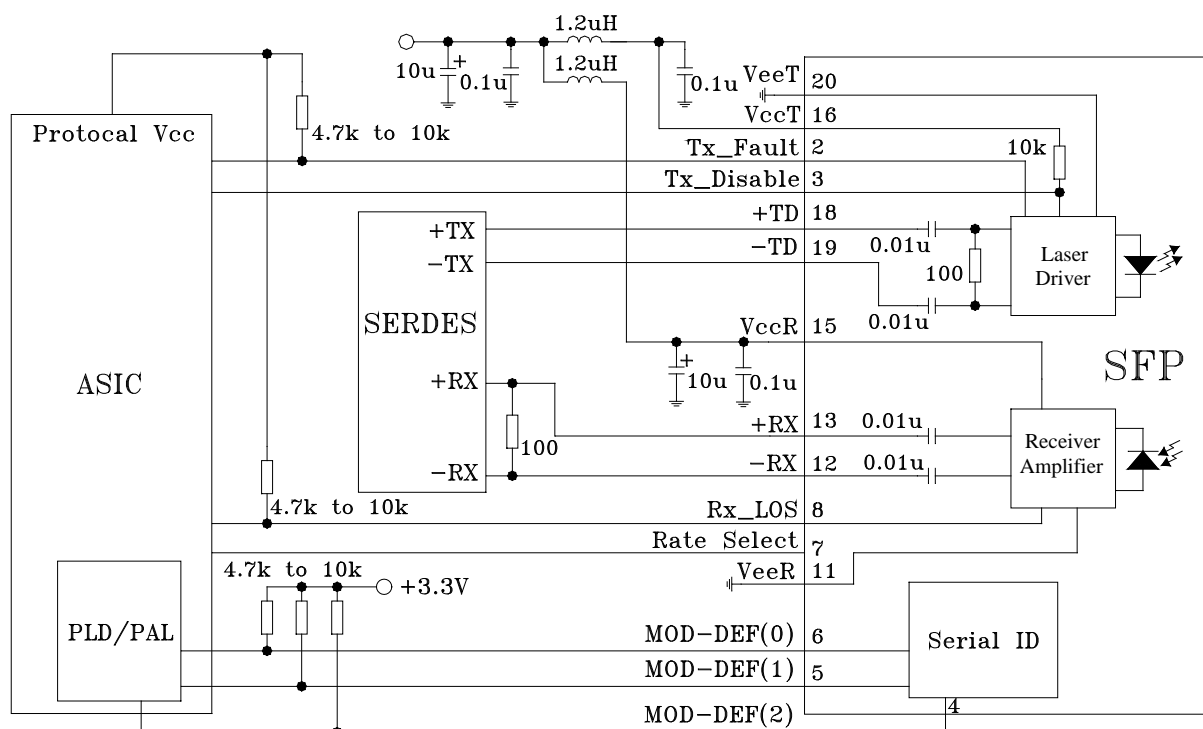 1.2uH
10u
+
0.1u
1.2uH
0.1u
VeeT 20
VccT 16
Protocal Vcc
4.7k to 10k
Tx_Fault 2
10k
Tx_Disable 3
+TD 18
+TX
0.01u
-TD 19
-TX
100
Laser
Driver
0.01u
SERDES
VccR 15
+
10u
0.1u
SFP
ASIC
+RX
+RX 13
0.01u
100
Receiver
Amplifier
-RX
-RX 12
0.01u
4.7k to 10k
Rx_LOS 8
Rate Select 7
4.7k to 10k
+3.3V
VeeR 11
PLD/PAL
MOD-DEF(0) 6
Serial ID
MOD-DEF(1) 5
MOD-DEF(2) 4